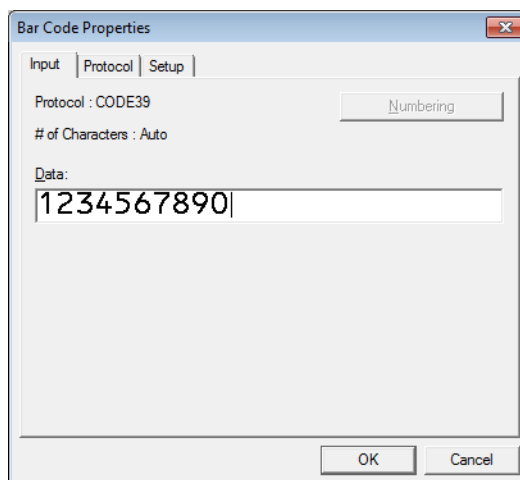 Bar Code Properties
Input Protocol Setup
Protocol : CODE39 Numbering
# of Characters : Auto
Data:
1234567890
OK Cancel